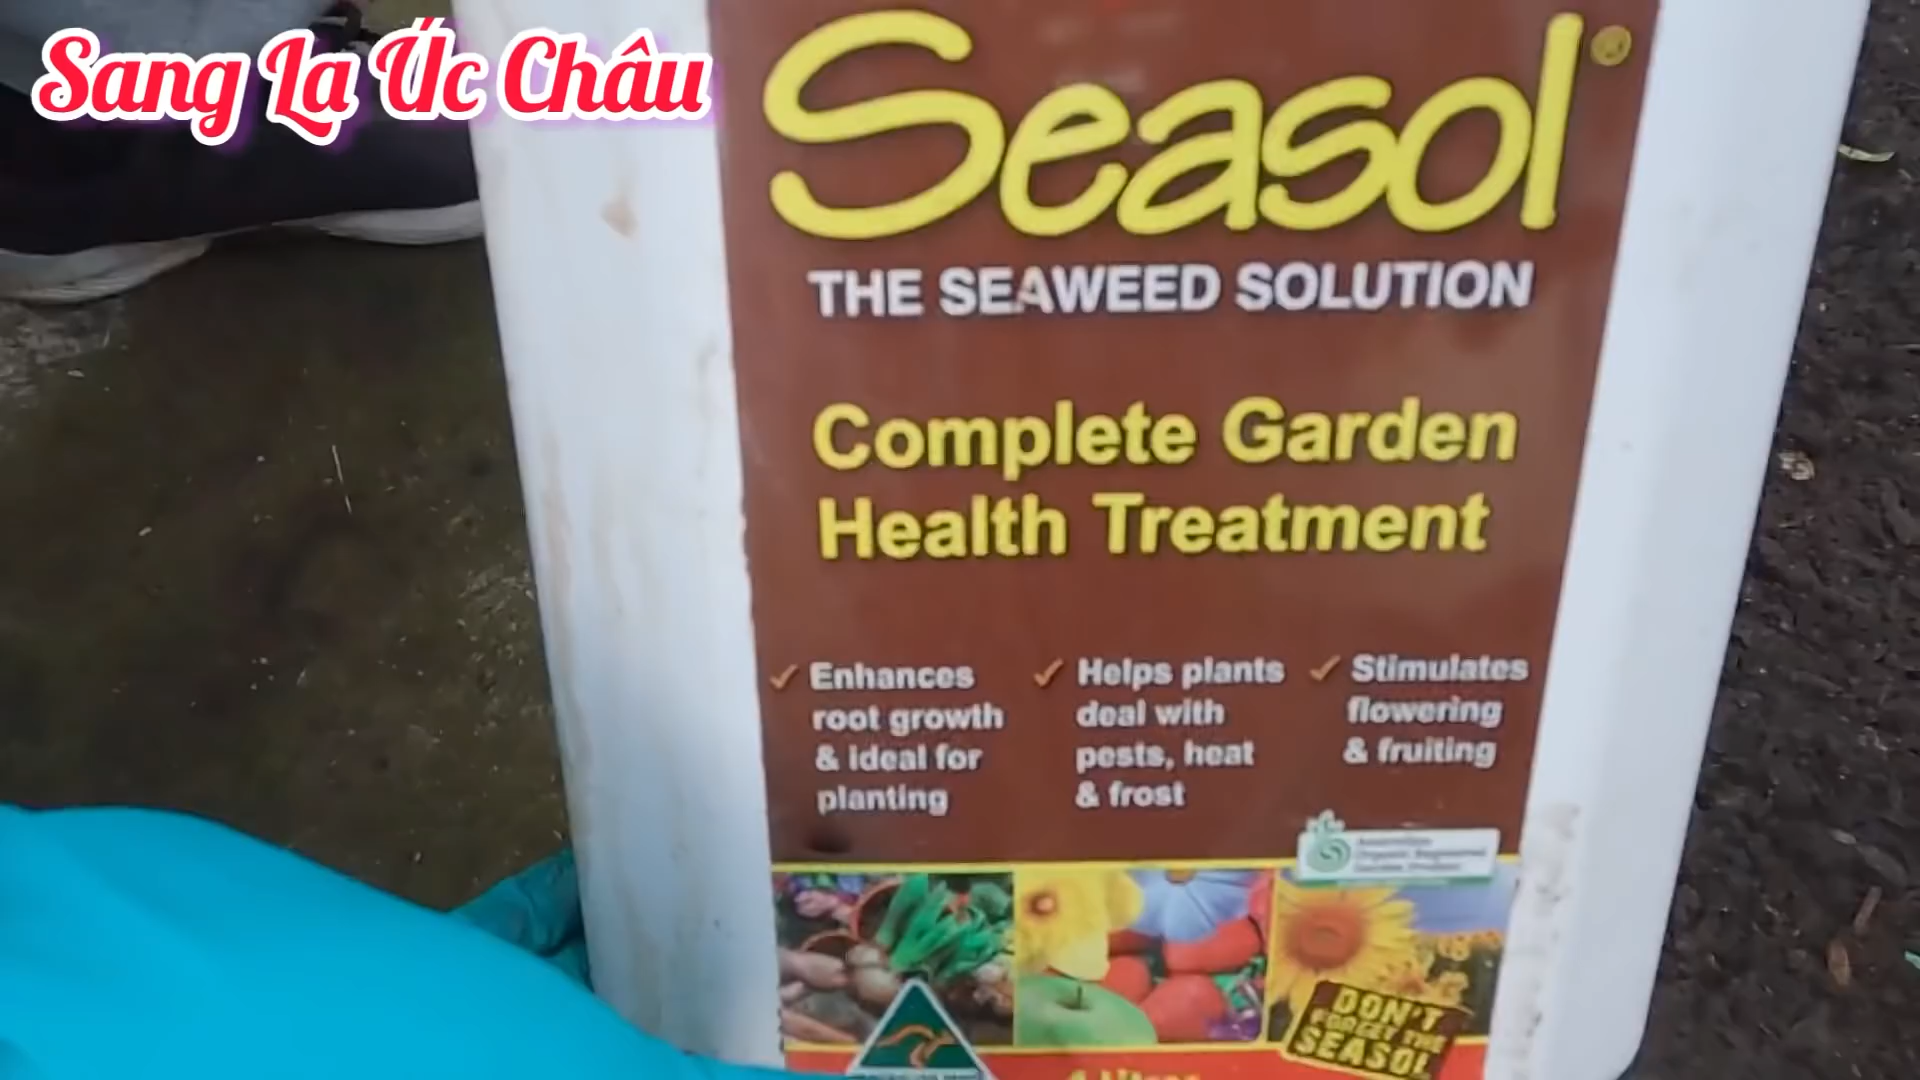 Sang La Úc Châu
Seasol®
THE SEAWEED SOLUTION
Complete Garden
Health Treatment
Enhances
root growth
& ideal for
planting
Helps plants
deal with
pests, heat
& frost
Stimulates
flowering
& fruiting
DON'T
FORGET THE
SEASOL